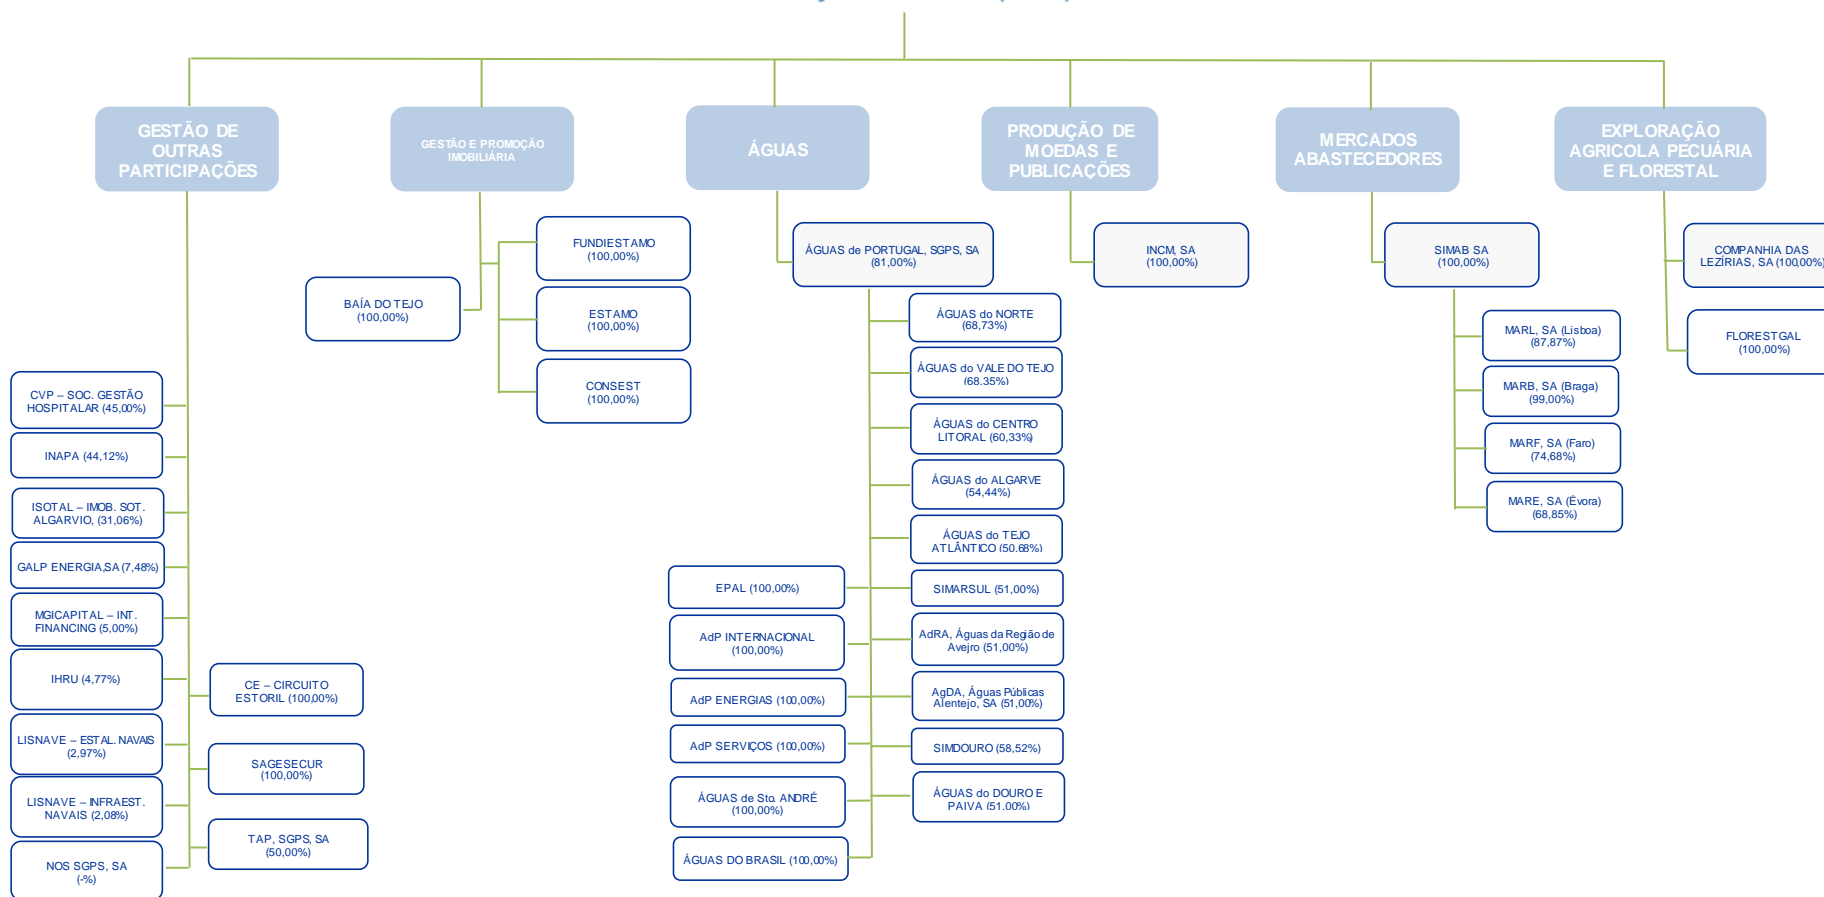 GESTÃO DE
OUTRAS
PARTICIPAÇÕES
GESTÃO E PROMOÇÃO
IMOBILIÁRIA
ÁGUAS
PRODUÇÃO DE
MOEDAS E
PUBLICAÇÕES
MERCADOS
ABASTECEDORES
EXPLORAÇÃO
AGRICOLA PECUÁRIA
E FLORESTAL
CVP – SOC. GESTÃO
HOSPITALAR (45,00%)
INAPA (44,12%)
ISOTAL – IMOB. SOT.
ALGARVIO, (31,06%)
GALP ENERGIA,SA (7,48%)
MGICAPITAL – INT.
FINANCING (5,00%)
IHRU (4,77%)
LISNAVE – ESTAL. NAVAIS
(2,97%)
LISNAVE – INFRAEST.
NAVAIS (2,08%)
NOS SGPS, SA
(-%)
CE – CIRCUITO
ESTORIL (100,00%)
SAGESECUR
(100,00%)
TAP, SGPS, SA
(50,00%)
BAÍA DO TEJO
(100,00%)
FUNDIESTAMO
(100,00%)
ESTAMO
(100,00%)
CONSEST
(100,00%)
ÁGUAS de PORTUGAL, SGPS, SA
(81,00%)
EPAL (100,00%)
AdP INTERNACIONAL
(100,00%)
AdP ENERGIAS (100,00%)
AdP SERVIÇOS (100,00%)
ÁGUAS de Sto. ANDRÉ
(100,00%)
ÁGUAS DO BRASIL (100,00%)
ÁGUAS do NORTE
(68,73%)
ÁGUAS do VALE DO TEJO
(68.35%)
ÁGUAS do CENTRO
LITORAL (60,33%)
ÁGUAS do ALGARVE
(54,44%)
ÁGUAS do TEJO
ATLÂNTICO (50.68%)
SIMARSUL (51,00%)
AdRA, Águas da Região de
Avejro (51,00%)
AgDA, Águas Públicas
Alentejo, SA (51,00%)
SIMDOURO (58,52%)
ÁGUAS do DOURO E
PAIVA (51.00%)
INCM, SA
(100,00%)
SIMAB SA
(100,00%)
MARL, SA (Lisboa)
(87,87%)
MARB, SA (Braga)
(99,00%)
MARF, SA (Faro)
(74,68%)
MARE, SA (Évora)
(68,85%)
COMPANHIA DAS
LEZÍRIAS, SA (100,00%)
FLORESTGAL
(100,00%)